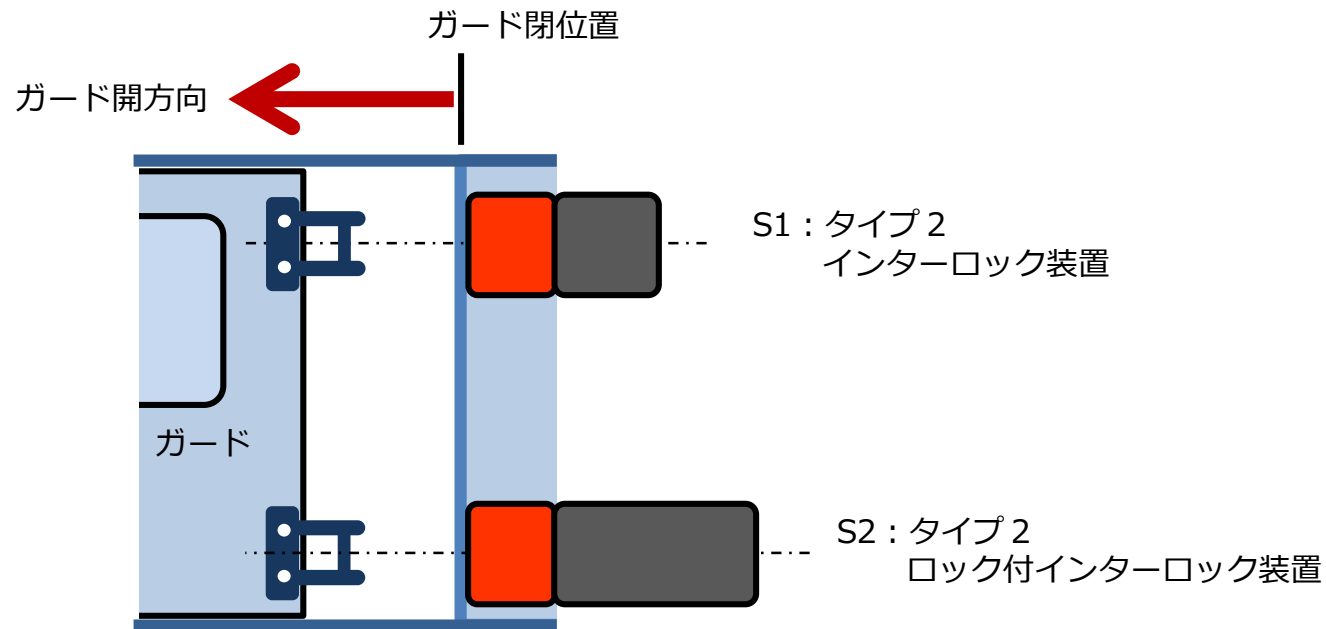 ガード閉位置
ガード開方向
S1：タイプ２
インターロック装置
ガード
S2：タイプ２
ロック付インターロック装置